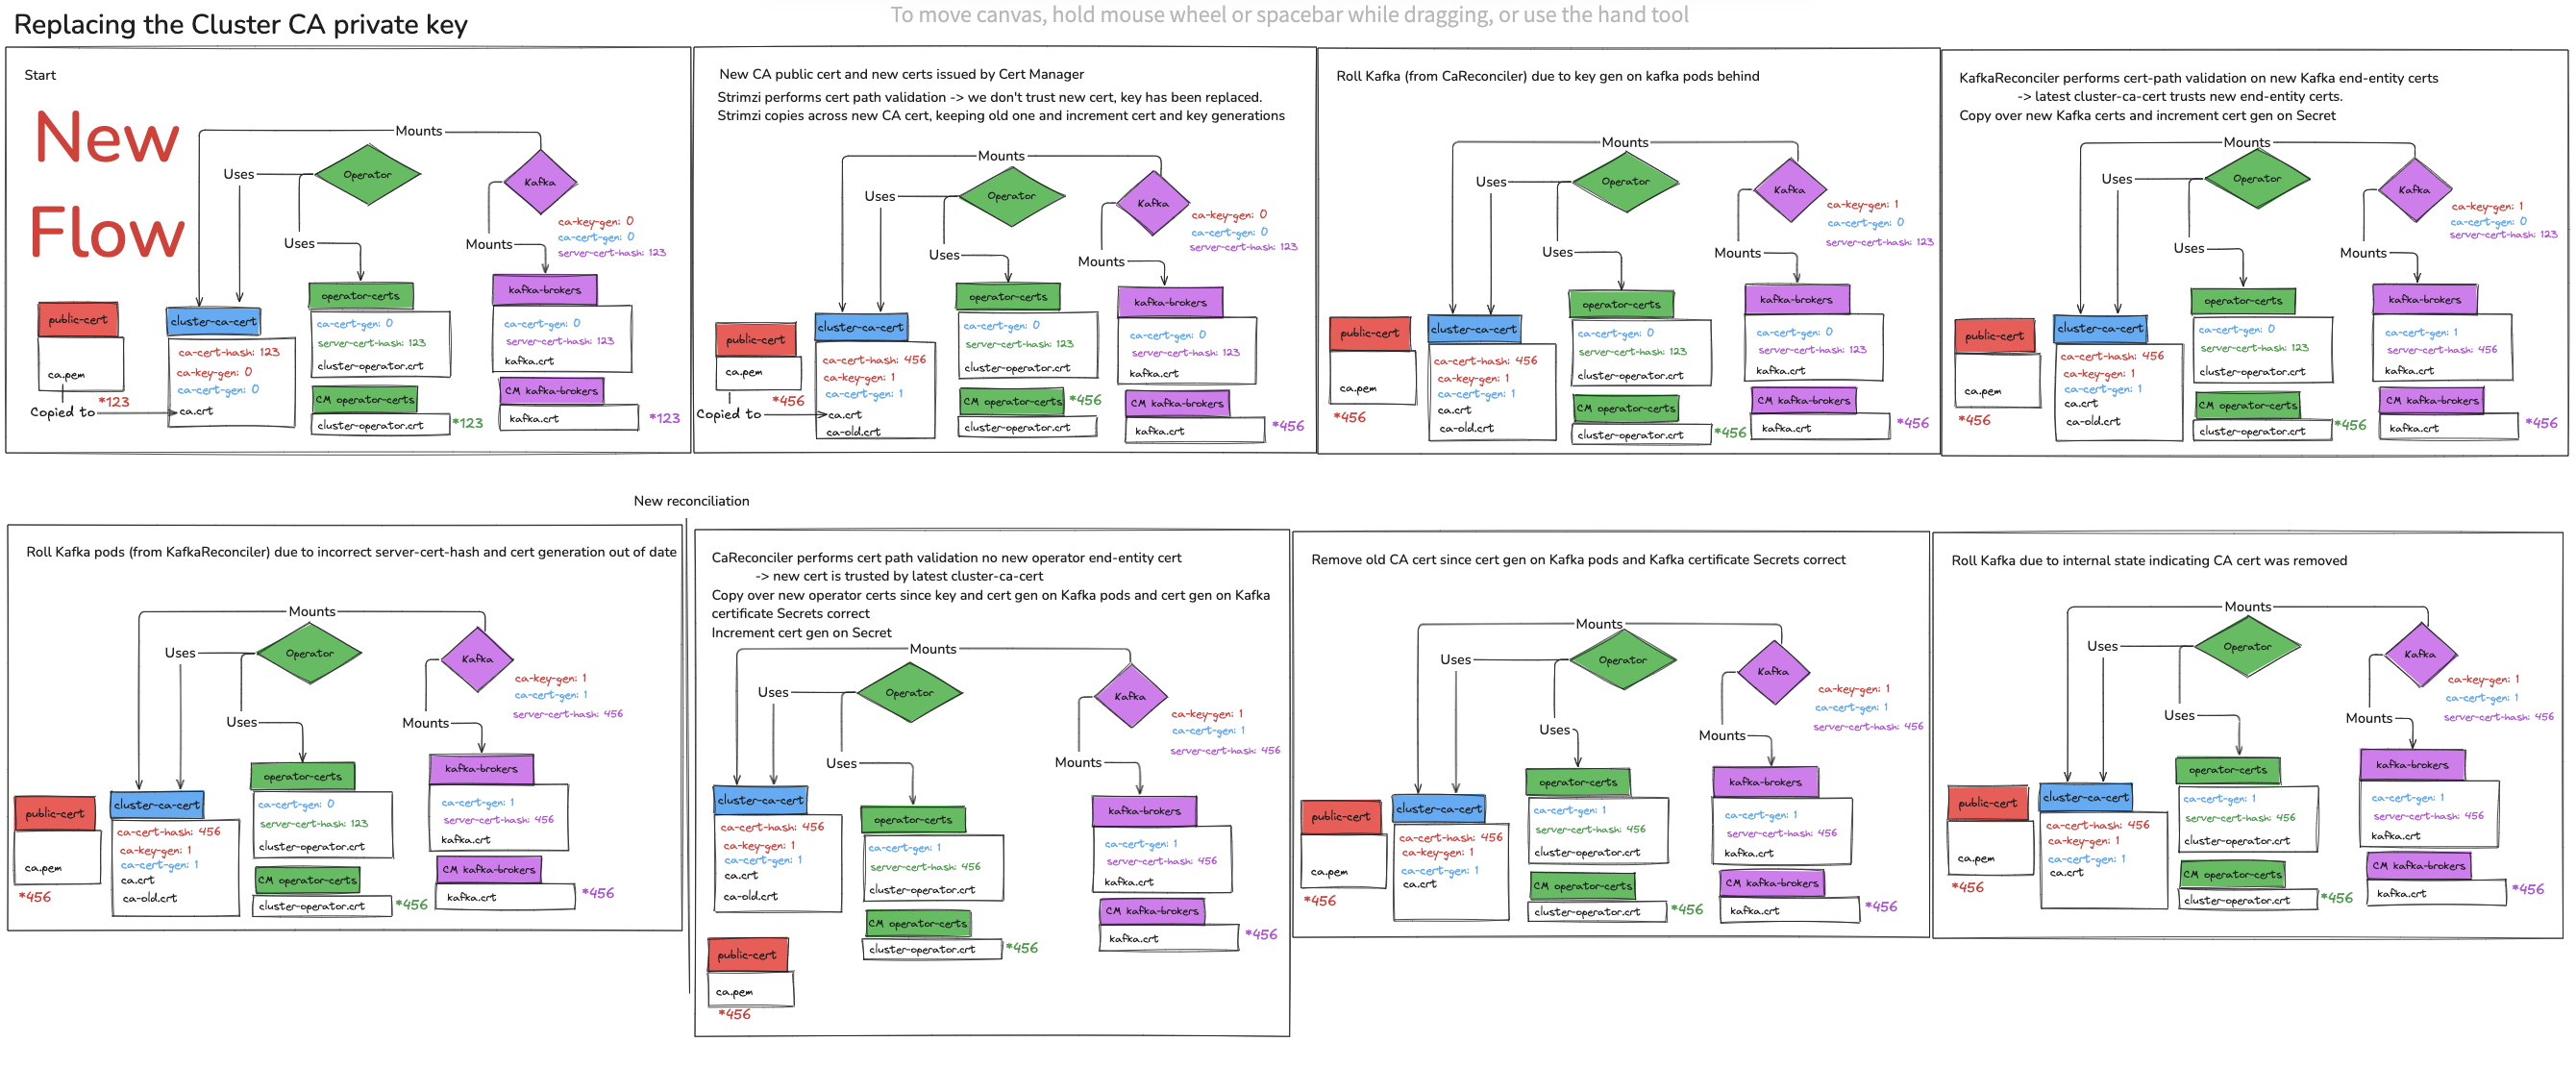 To move canvas, hold mouse wheel or spacebar while dragging, or use the hand tool
Replacing the Cluster CA private key
Start
New
Flow
Mounts
Uses
Operator
Kafka
ca-key-gen: 0
ca-cert-gen: 0
server-cert-hash: 123
Uses
Mounts
public-cert
ca.pem
*123
Copied to
cluster-ca-cert
ca-cert-hash: 123
ca-key-gen: 0
ca-cert-gen: 0
ca.crt
operator-certs
ca-cert-gen: 0
server-cert-hash: 123
cluster-operator.crt
CM operator-certs
cluster-operator.crt
*123
kafka-brokers
ca-cert-gen: 0
server-cert-hash: 123
kafka.crt
CM kafka-brokers
kafka.crt
*123
New CA public cert and new certs issued by Cert Manager
Strimzi performs cert path validation -> we don't trust new cert, key has been replaced.
Strimzi copies across new CA cert, keeping old one and increment cert and key generations
Mounts
Uses
Operator
Kafka
ca-key-gen: 0
ca-cert-gen: 0
server-cert-hash: 123
Uses
Mounts
public-cert
ca.pem
*456
Copied to
cluster-ca-cert
ca-cert-hash: 456
ca-key-gen: 1
ca-cert-gen: 1
ca.crt
ca-old.crt
operator-certs
ca-cert-gen: 0
server-cert-hash: 123
cluster-operator.crt
CM operator-certs
*456
cluster-operator.crt
kafka-brokers
ca-cert-gen: 0
server-cert-hash: 123
kafka.crt
CM kafka-brokers
kafka.crt
*456
Roll Kafka (from CaReconciler) due to key gen on kafka pods behind
Mounts
Uses
Operator
Kafka
ca-key-gen: 1
ca-cert-gen: 0
server-cert-hash: 123
Uses
Mounts
public-cert
ca.pem
*456
cluster-ca-cert
ca-cert-hash: 456
ca-key-gen: 1
ca-cert-gen: 1
ca.crt
ca-old.crt
operator-certs
ca-cert-gen: 0
server-cert-hash: 123
cluster-operator.crt
CM operator-certs
cluster-operator.crt
*456
kafka-brokers
ca-cert-gen: 0
server-cert-hash: 123
kafka.crt
CM kafka-brokers
kafka.crt
*456
KafkaReconciler performs cert-path validation on new Kafka end-entity certs
-> latest cluster-ca-cert trusts new end-entity certs.
Copy over new Kafka certs and increment cert gen on Secret
Mounts
Uses
Operator
Kafka
ca-key-gen: 1
ca-cert-gen: 0
server-cert-hash: 123
Uses
Mounts
public-cert
ca.pem
*456
cluster-ca-cert
ca-cert-hash: 456
ca-key-gen: 1
ca-cert-gen: 1
ca.crt
ca-old.crt
operator-certs
ca-cert-gen: 0
server-cert-hash: 123
cluster-operator.crt
CM operator-certs
cluster-operator.crt
*456
kafka-brokers
ca-cert-gen: 1
server-cert-hash: 456
kafka.crt
CM kafka-brokers
kafka.crt
*456
New reconciliation
Roll Kafka pods (from KafkaReconciler) due to incorrect server-cert-hash and cert generation out of date
Mounts
Uses
Operator
Kafka
ca-key-gen: 1
ca-cert-gen: 1
server-cert-hash: 456
Uses
Mounts
public-cert
ca.pem
*456
cluster-ca-cert
ca-cert-hash: 456
ca-key-gen: 1
ca-cert-gen: 1
ca.crt
ca-old.crt
operator-certs
ca-cert-gen: 0
server-cert-hash: 123
cluster-operator.crt
CM operator-certs
cluster-operator.crt
*456
kafka-brokers
ca-cert-gen: 1
server-cert-hash: 456
kafka.crt
CM kafka-brokers
kafka.crt
*456
CaReconciler performs cert path validation no new operator end-entity cert
-> new cert is trusted by latest cluster-ca-cert
Copy over new operator certs since key and cert gen on Kafka pods and cert gen on Kafka
certificate Secrets correct
Increment cert gen on Secret
Mounts
Uses
Operator
Kafka
ca-key-gen: 1
ca-cert-gen: 1
server-cert-hash: 456
Uses
Mounts
cluster-ca-cert
ca-cert-hash: 456
ca-key-gen: 1
ca-cert-gen: 1
ca.crt
ca-old.crt
operator-certs
ca-cert-gen: 1
server-cert-hash: 456
cluster-operator.crt
CM operator-certs
cluster-operator.crt
*456
kafka-brokers
ca-cert-gen: 1
server-cert-hash: 456
kafka.crt
CM kafka-brokers
kafka.crt
*456
public-cert
ca.pem
*456
Remove old CA cert since cert gen on Kafka pods and Kafka certificate Secrets correct
Mounts
Uses
Operator
Kafka
ca-key-gen: 1
ca-cert-gen: 1
server-cert-hash: 456
Uses
Mounts
public-cert
ca.pem
*456
cluster-ca-cert
ca-cert-hash: 456
ca-key-gen: 1
ca-cert-gen: 1
ca.crt
operator-certs
ca-cert-gen: 1
server-cert-hash: 456
cluster-operator.crt
CM operator-certs
cluster-operator.crt
*456
kafka-brokers
ca-cert-gen: 1
server-cert-hash: 456
kafka.crt
CM kafka-brokers
kafka.crt
*456
Roll Kafka due to internal state indicating CA cert was removed
Mounts
Uses
Operator
Kafka
ca-key-gen: 1
ca-cert-gen: 1
server-cert-hash: 456
Uses
Mounts
public-cert
ca.pem
*456
cluster-ca-cert
ca-cert-hash: 456
ca-key-gen: 1
ca-cert-gen: 1
ca.crt
operator-certs
ca-cert-gen: 1
server-cert-hash: 456
cluster-operator.crt
CM operator-certs
cluster-operator.crt
*456
kafka-brokers
ca-cert-gen: 1
server-cert-hash: 456
kafka.crt
CM kafka-brokers
kafka.crt
*456